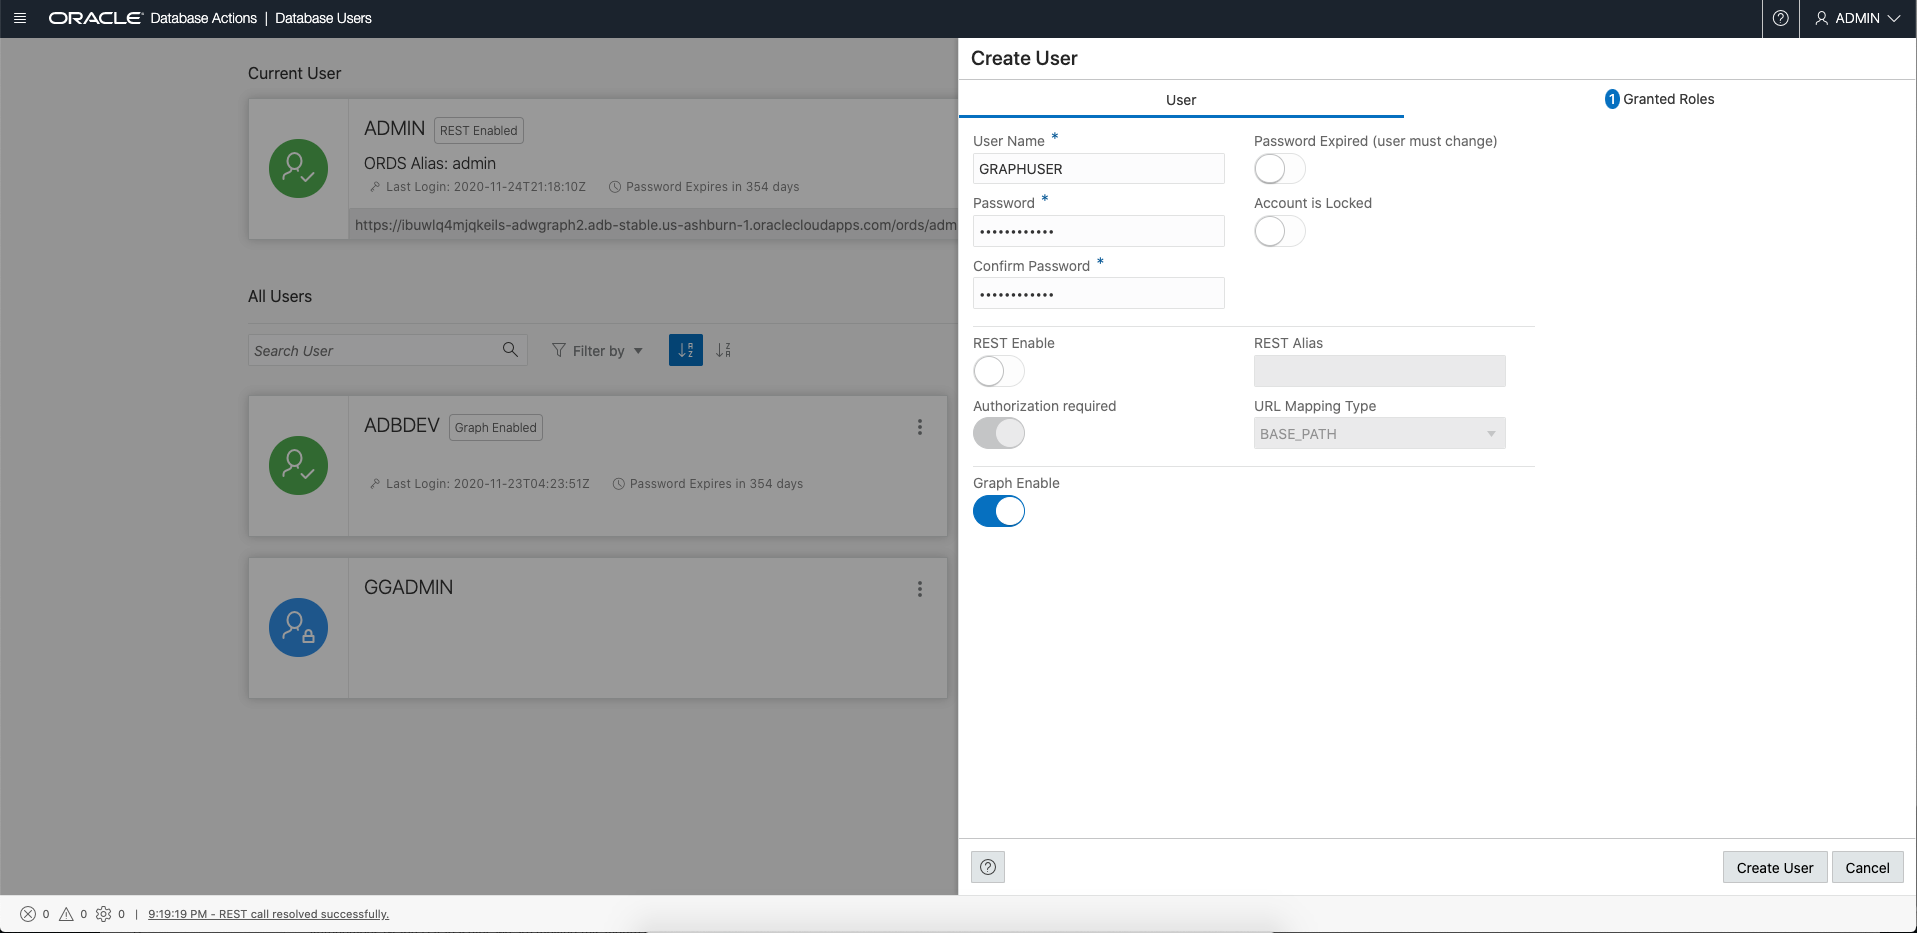 ORACLE Database Actions | Database Users
ADMIN
Current User
ADMIN REST Enabled
ORDS Alias: admin
Last Login: 2020-11-24T21:18:10Z Password Expires in 354 days
https://ibuwlq4mjqkeils-adwgraph2.adb-stable.us-ashburn-1.oraclecloudapps.com/ords/adm
All Users
Search User
Filter by
ADBDEV Graph Enabled
Last Login: 2020-11-23T04:23:51Z Password Expires in 354 days
GGADMIN
Create User
User
1 Granted Roles
User Name *
Password Expired (user must change)
GRAPHUSER
Password *
Account is Locked
••••••••••••
Confirm Password *
••••••••••••
REST Enable
REST Alias
Authorization required
URL Mapping Type
BASE_PATH
Graph Enable
Create User
Cancel
0 0 0 | 9:19:19 PM - REST call resolved successfully.